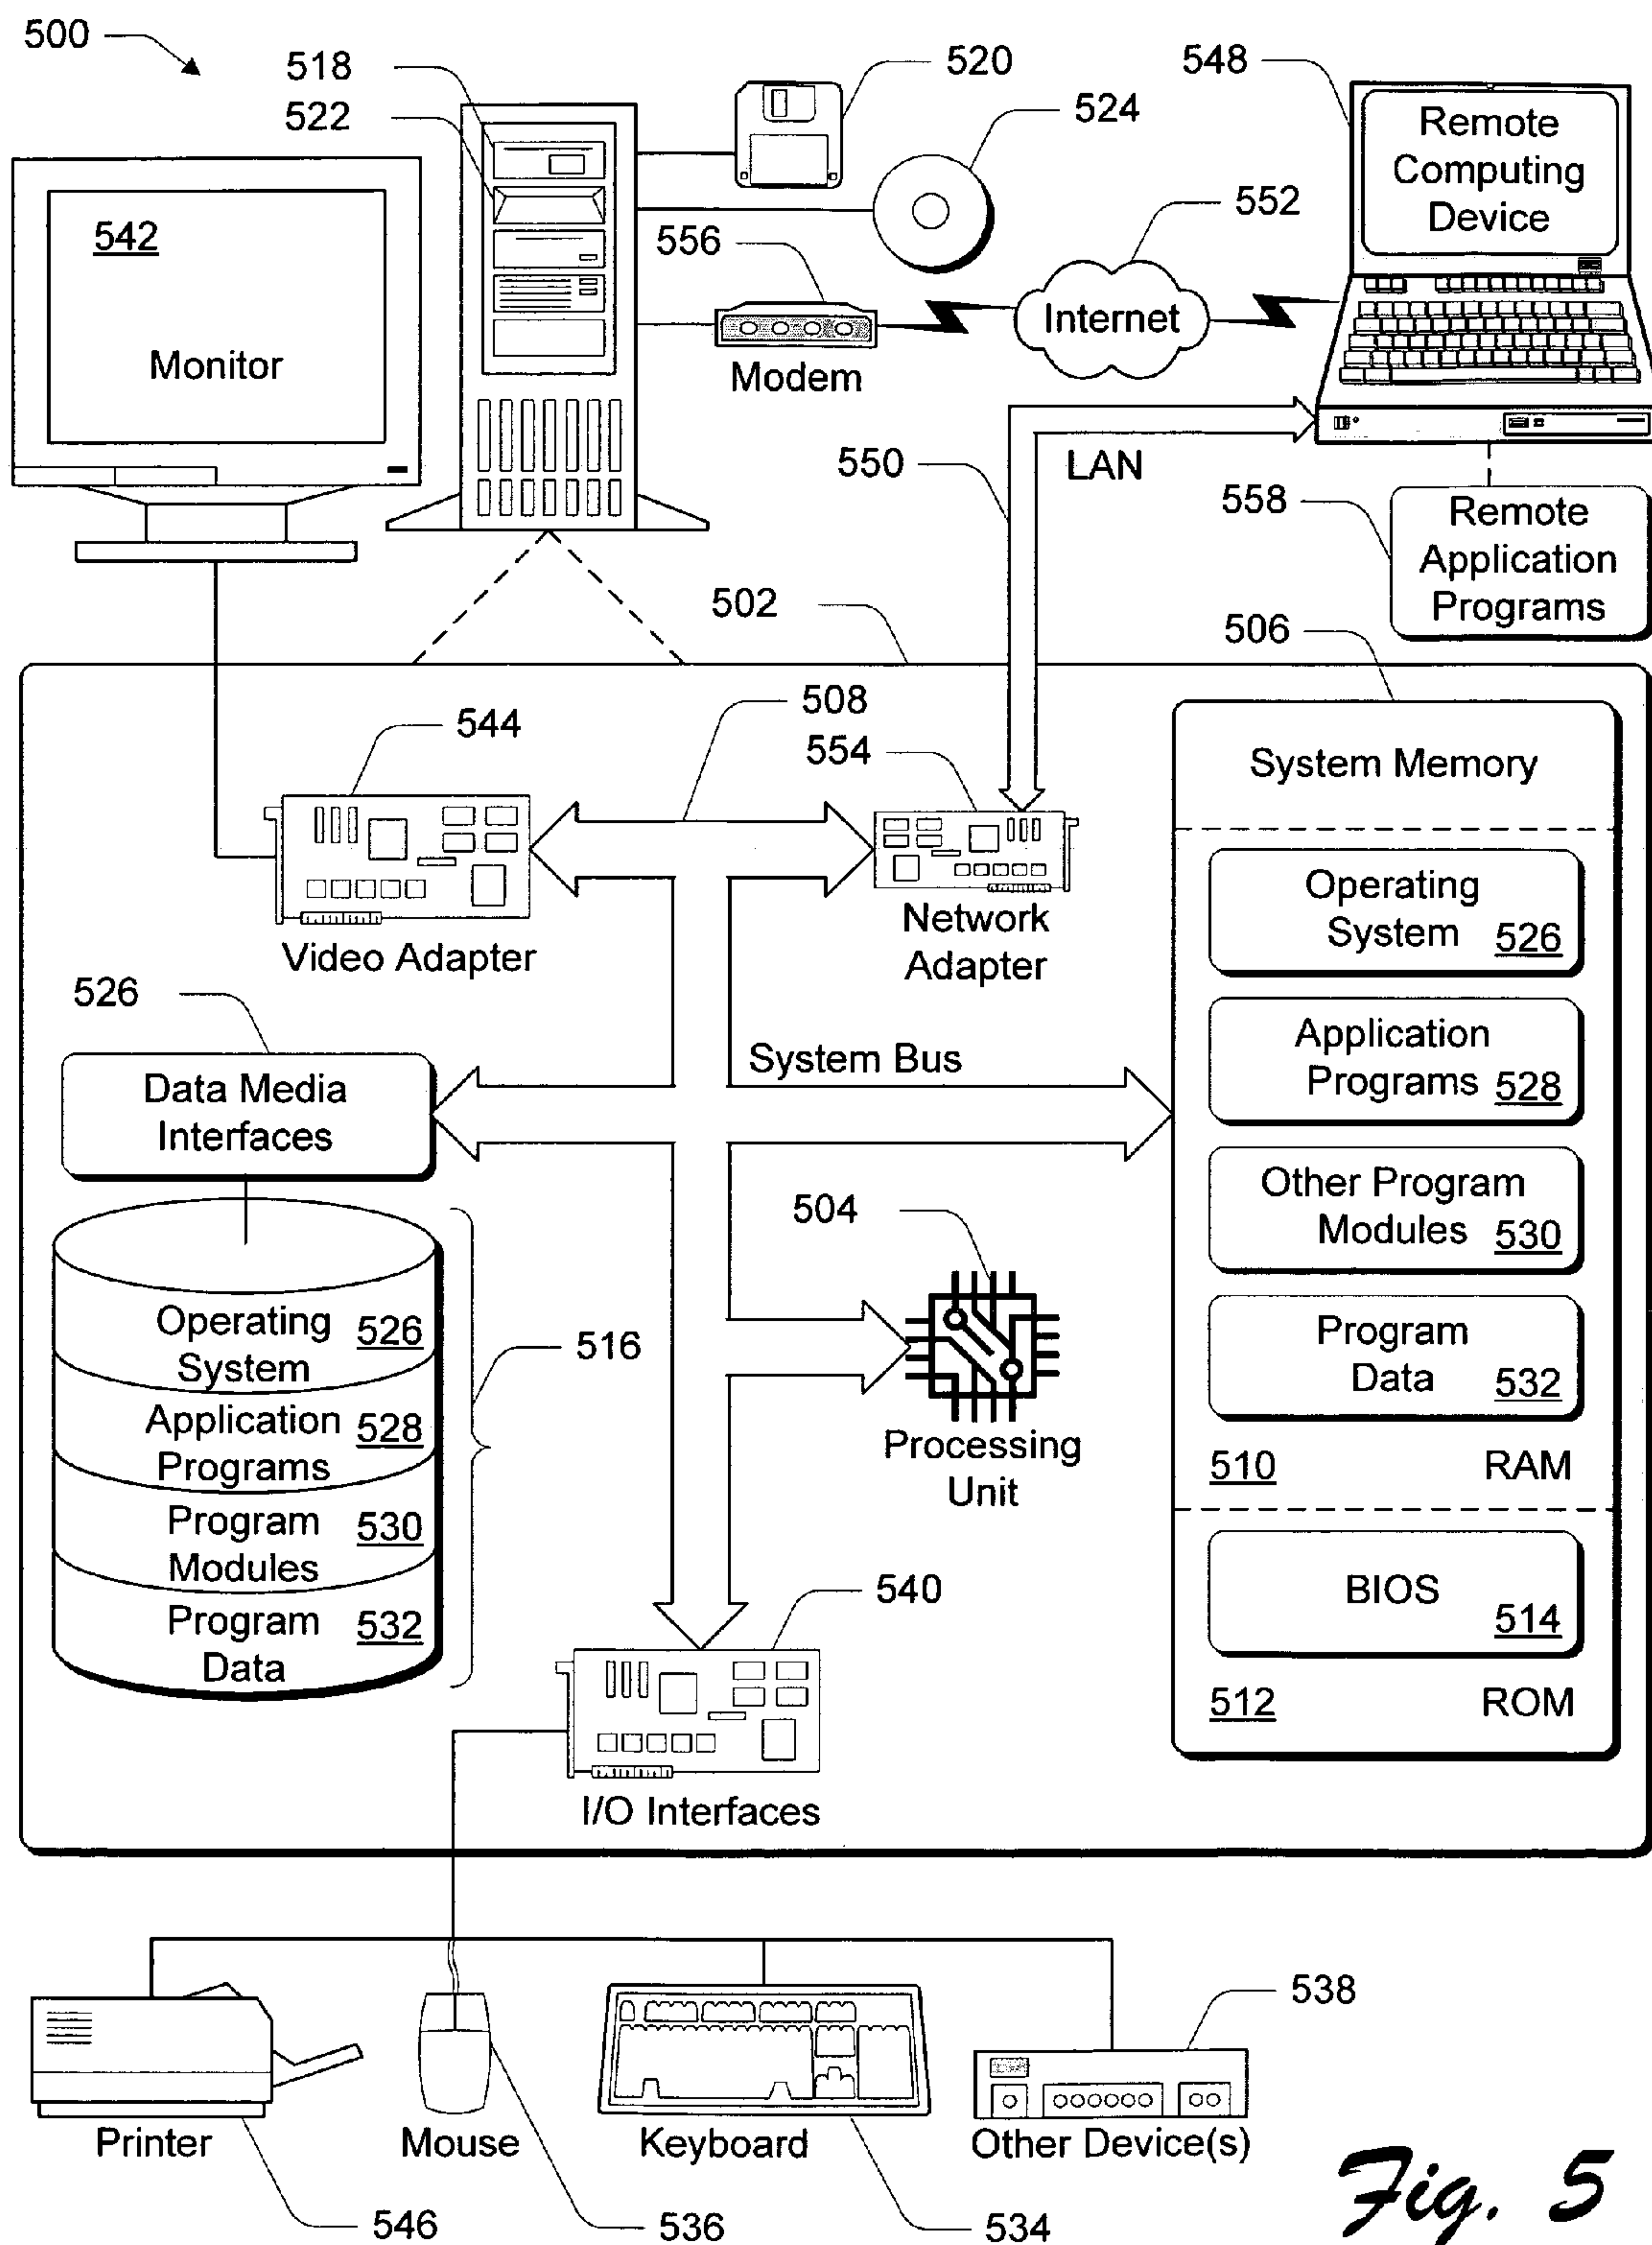 500
518
522
520
524
548
Remote
Computing
Device
542
Monitor
556
Modem
552
Internet
550
LAN
558
Remote
Application
Programs
502
506
508
544
554
Video Adapter
Network
Adapter
System Memory
Operating
System 526
Application
Programs 528
Other Program
Modules 530
Program
Data 532
510 RAM
BIOS
514
512 ROM
526
Data Media
Interfaces
System Bus
504
Processing
Unit
Operating
System 526
Application
Programs 528
Program
Modules 530
Program
Data 532
516
540
I/O Interfaces
538
Printer
Mouse
Keyboard
Other Device(s)
546
536
534
Fig. 5